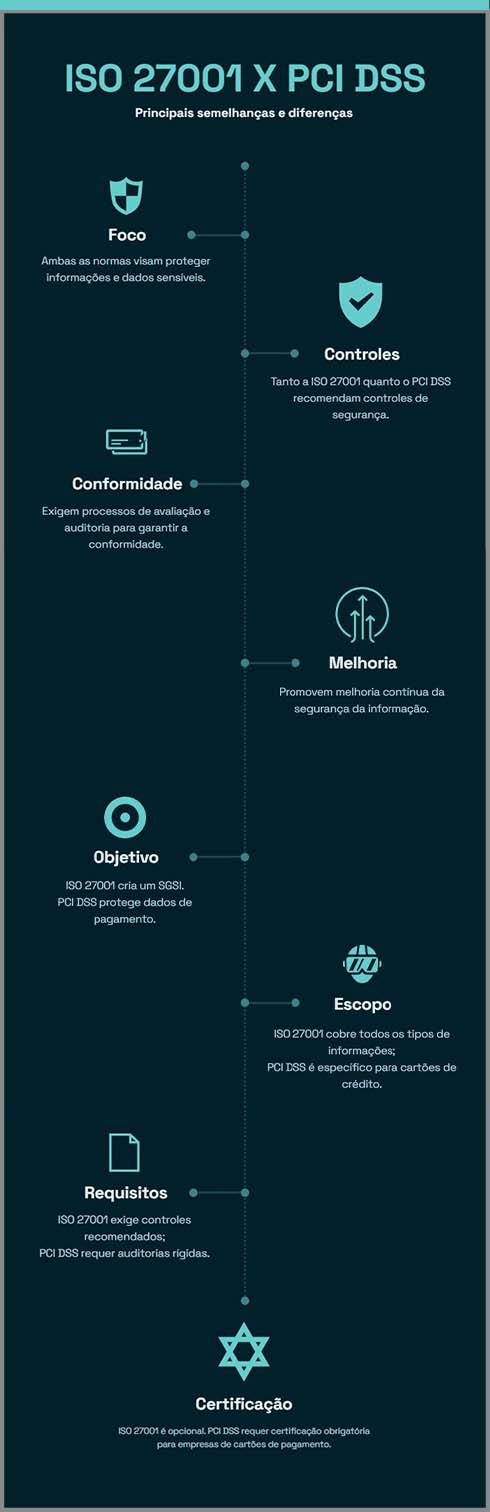 ISO 27001 X PCI DSS
Principais semelhanças e diferenças
Foco
Ambas as normas visam proteger
informações e dados sensíveis.
Controles
Tanto a ISO 27001 quanto o PCI DSS
recomendam controles de
segurança.
Conformidade
Exigem processos de avaliação e
auditoria para garantir a
conformidade.
Melhoria
Promovem melhoria contínua da
segurança da informação.
Objetivo
ISO 27001 cria um SGSI.
PCI DSS protege dados de
pagamento.
Escopo
ISO 27001 cobre todos os tipos de
informações;
PCI DSS é específico para cartões de
crédito.
Requisitos
ISO 27001 exige controles
recomendados;
PCI DSS requer auditorias rígidas.
Certificação
ISO 27001 é opcional. PCI DSS requer certificação obrigatória
para empresas de cartões de pagamento.